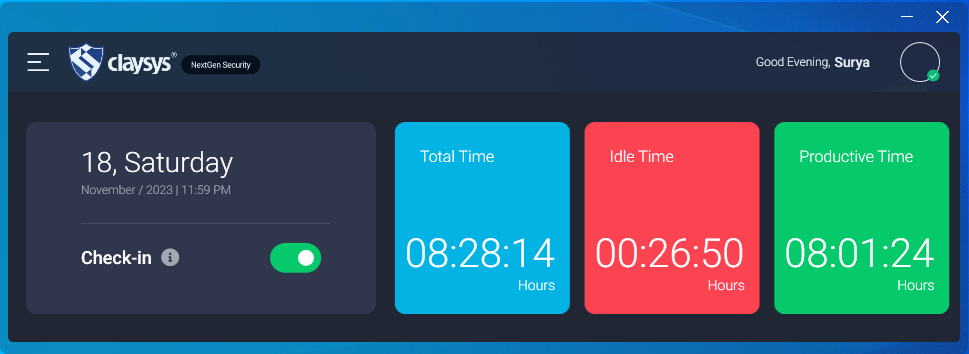 claysys®
NextGen Security
Good Evening, Surya
18, Saturday
November / 2023 | 11:59 PM
Check-in
Total Time
08:28:14
Hours
Idle Time
00:26:50
Hours
Productive Time
08:01:24
Hours